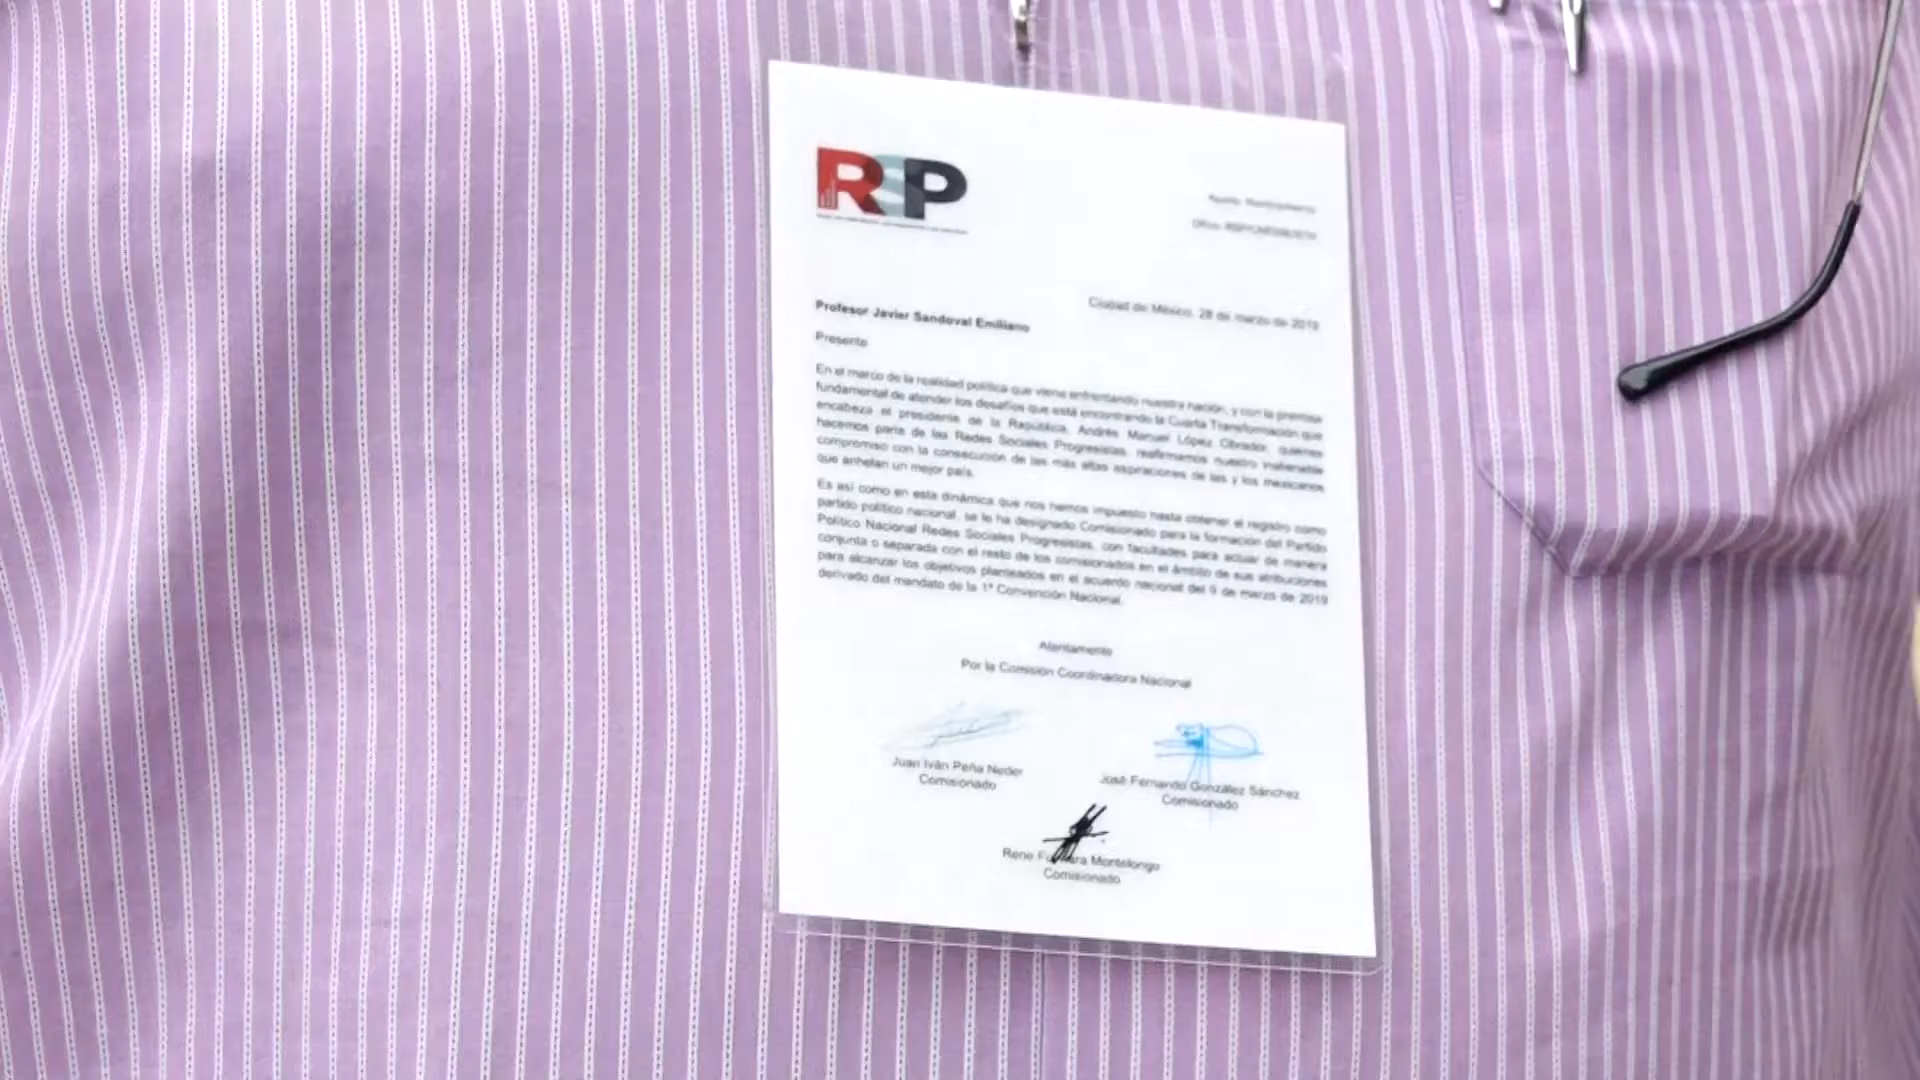 RSP
Ciudad de México, 28 de marzo de 2019
Profesor Javier Sandoval Emiliano
Presente
En el marco de la realidad política que viene enfrentando nuestra nación, y con la premisa
fundamental de atender los desafíos que está encontrando la Cuarta Transformación que
encabeza el presidente de la República, Andrés Manuel López Obrador, quienes
hacemos parte de las Redes Sociales Progresistas, reafirmamos nuestro inalienable
compromiso con la consecución de las más altas aspiraciones de las y los mexicanos
que anhelan un mejor país.
Es así como en esta dinámica que nos hemos impuesto hasta obtener el registro como
partido político nacional, se le ha designado Comisionado para la formación del Partido
Político Nacional Redes Sociales Progresistas, con facultades para actuar de manera
conjunta o separada con el resto de los comisionados en el ámbito de sus atribuciones
para alcanzar los objetivos planteados en el acuerdo nacional del 9 de marzo de 2019
derivado del mandato de la 1ª Convención Nacional.
Atentamente
Por la Comisión Coordinadora Nacional
Juan Iván Peña Neder
Comisionado
José Fernando González Sánchez
Comisionado
Rene Montelongo
Comisionado